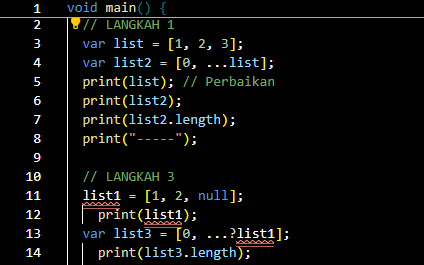 1 void main() {
2 // LANGKAH 1
3 var list = [1, 2, 3];
4 var list2 = [0, ...list];
5 print(list); // Perbaikan
6 print(list2);
7 print(list2.length);
8 print("-----");
9
10 // LANGKAH 3
11 list1 = [1, 2, null];
12 print(list1);
13 var list3 = [0, ...?list1];
14 print(list3.length);